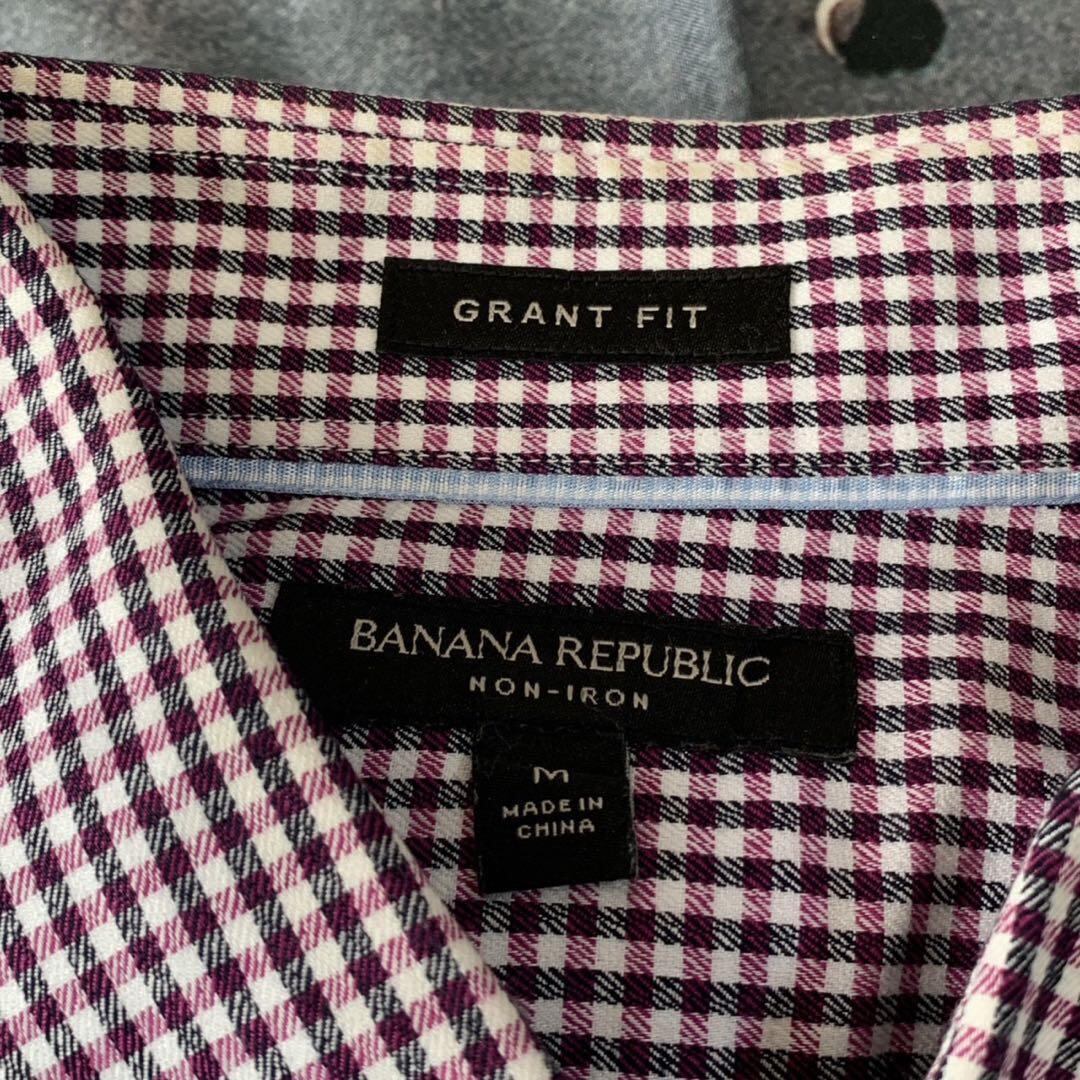 GRANT FIT
BANANA REPUBLIC
NON-IRON
M
MADE IN
CHINA